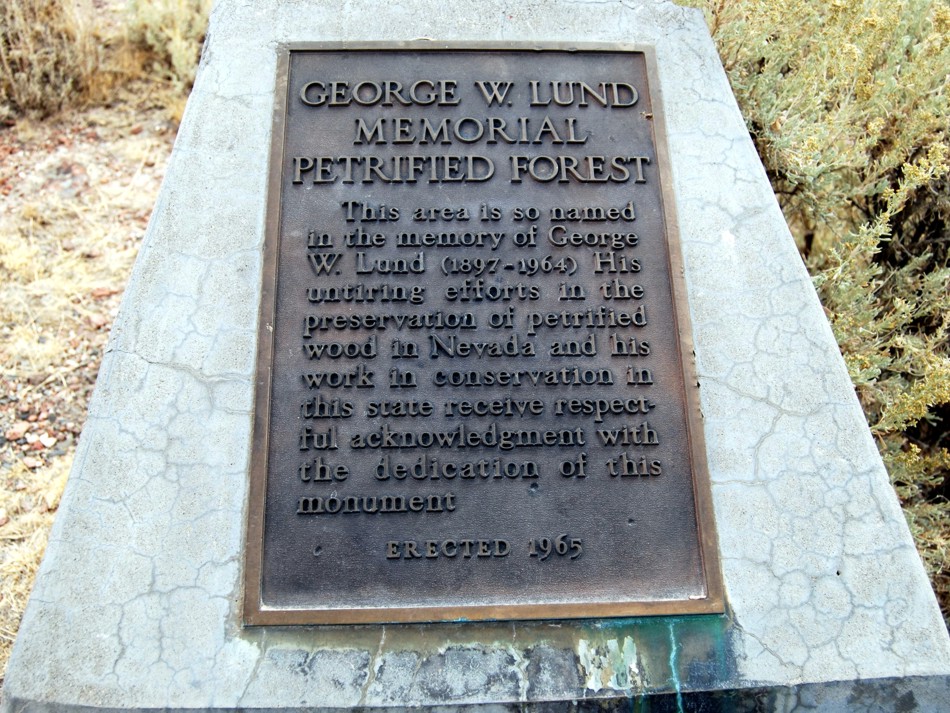 GEORGE W. LUND
MEMORIAL
PETRIFIED FOREST
This area is so named
in the memory of George
W. Lund (1897-1964) His
untiring efforts in the
preservation of petrified
wood in Nevada and his
work in conservation in
this state receive respect-
ful acknowledgment with
the dedication of this
monument
ERECTED 1965